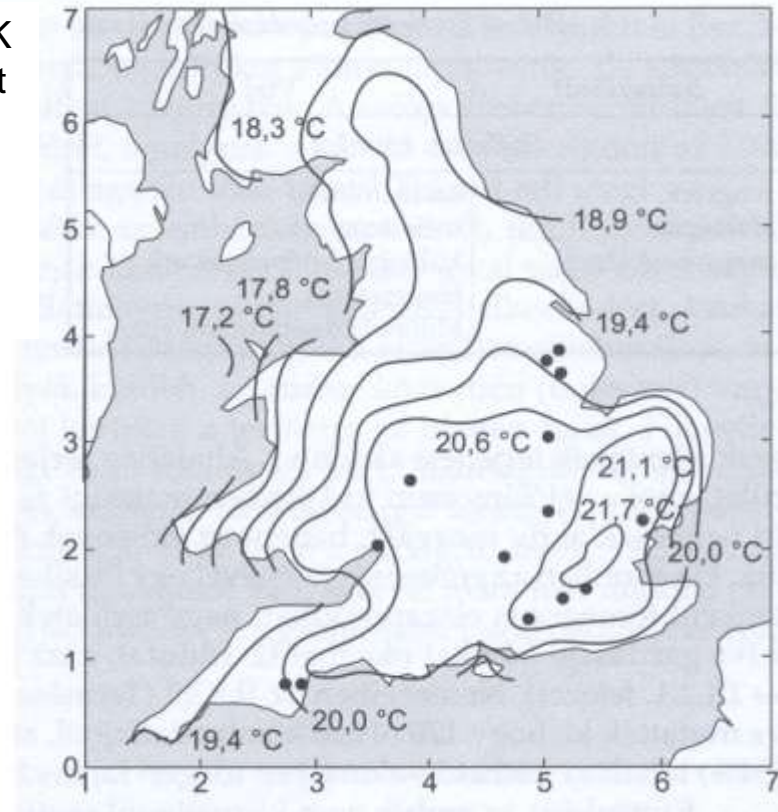 K
t
7
6
5
4
3
2
1
0
18,3 °C
18,9 °C
17,8 °C
17,2 °C
19,4 °C
20,6 °C
21,1 °C
21,7 °C
20,0 °C
20,0 °C
19,4 °C
1 2 3 4 5 6 7